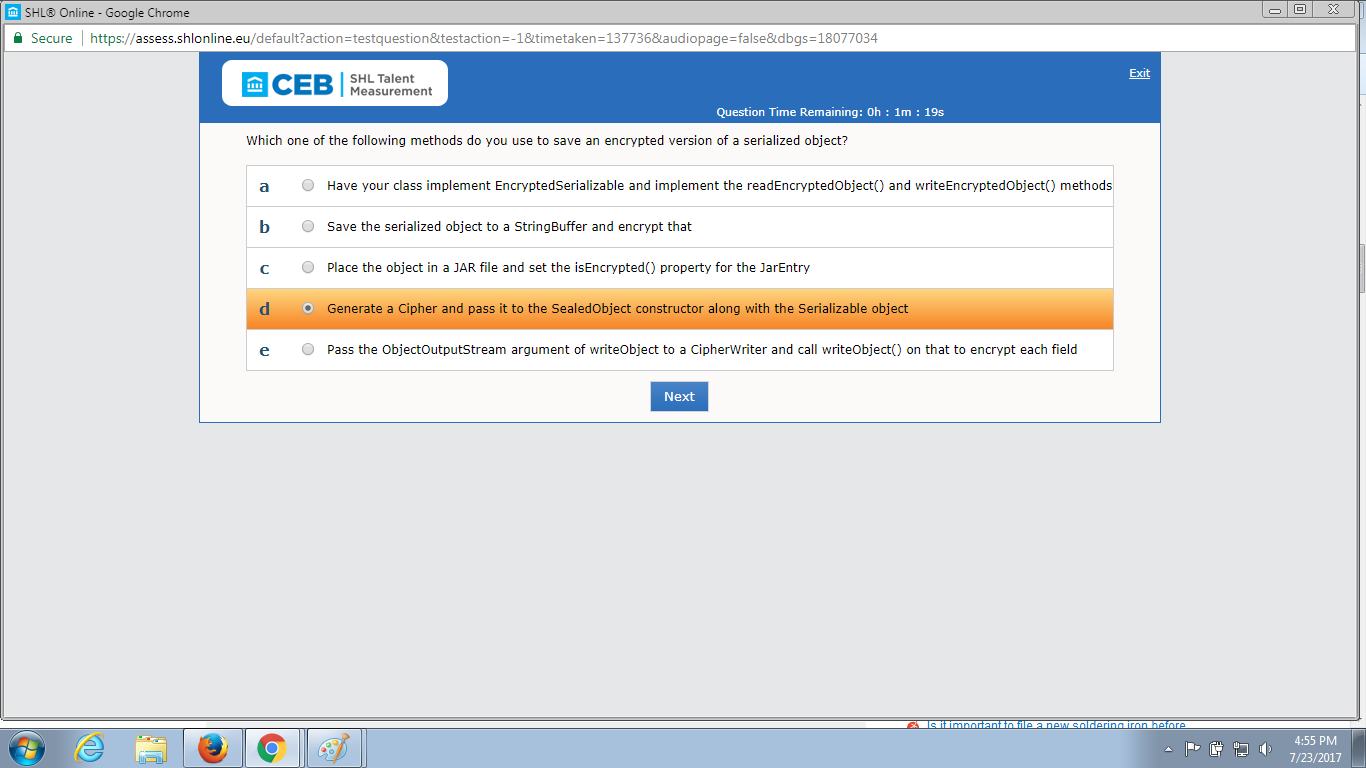 SHL® Online - Google Chrome
Secure | https://assess.shlonline.eu/default?action=testquestion&testaction=-1&timetaken=137736&audiopage=false&dbgs=18077034
CEB SHL Talent Measurement
Exit
Question Time Remaining: 0h : 1m : 19s
Which one of the following methods do you use to save an encrypted version of a serialized object?
a Have your class implement EncryptedSerializable and implement the readEncryptedObject() and writeEncryptedObject() methods
b Save the serialized object to a StringBuffer and encrypt that
c Place the object in a JAR file and set the isEncrypted() property for the JarEntry
d Generate a Cipher and pass it to the SealedObject constructor along with the Serializable object
e Pass the ObjectOutputStream argument of writeObject to a CipherWriter and call writeObject() on that to encrypt each field
Next
Is it important to file a new soldering iron before
4:55 PM
7/23/2017